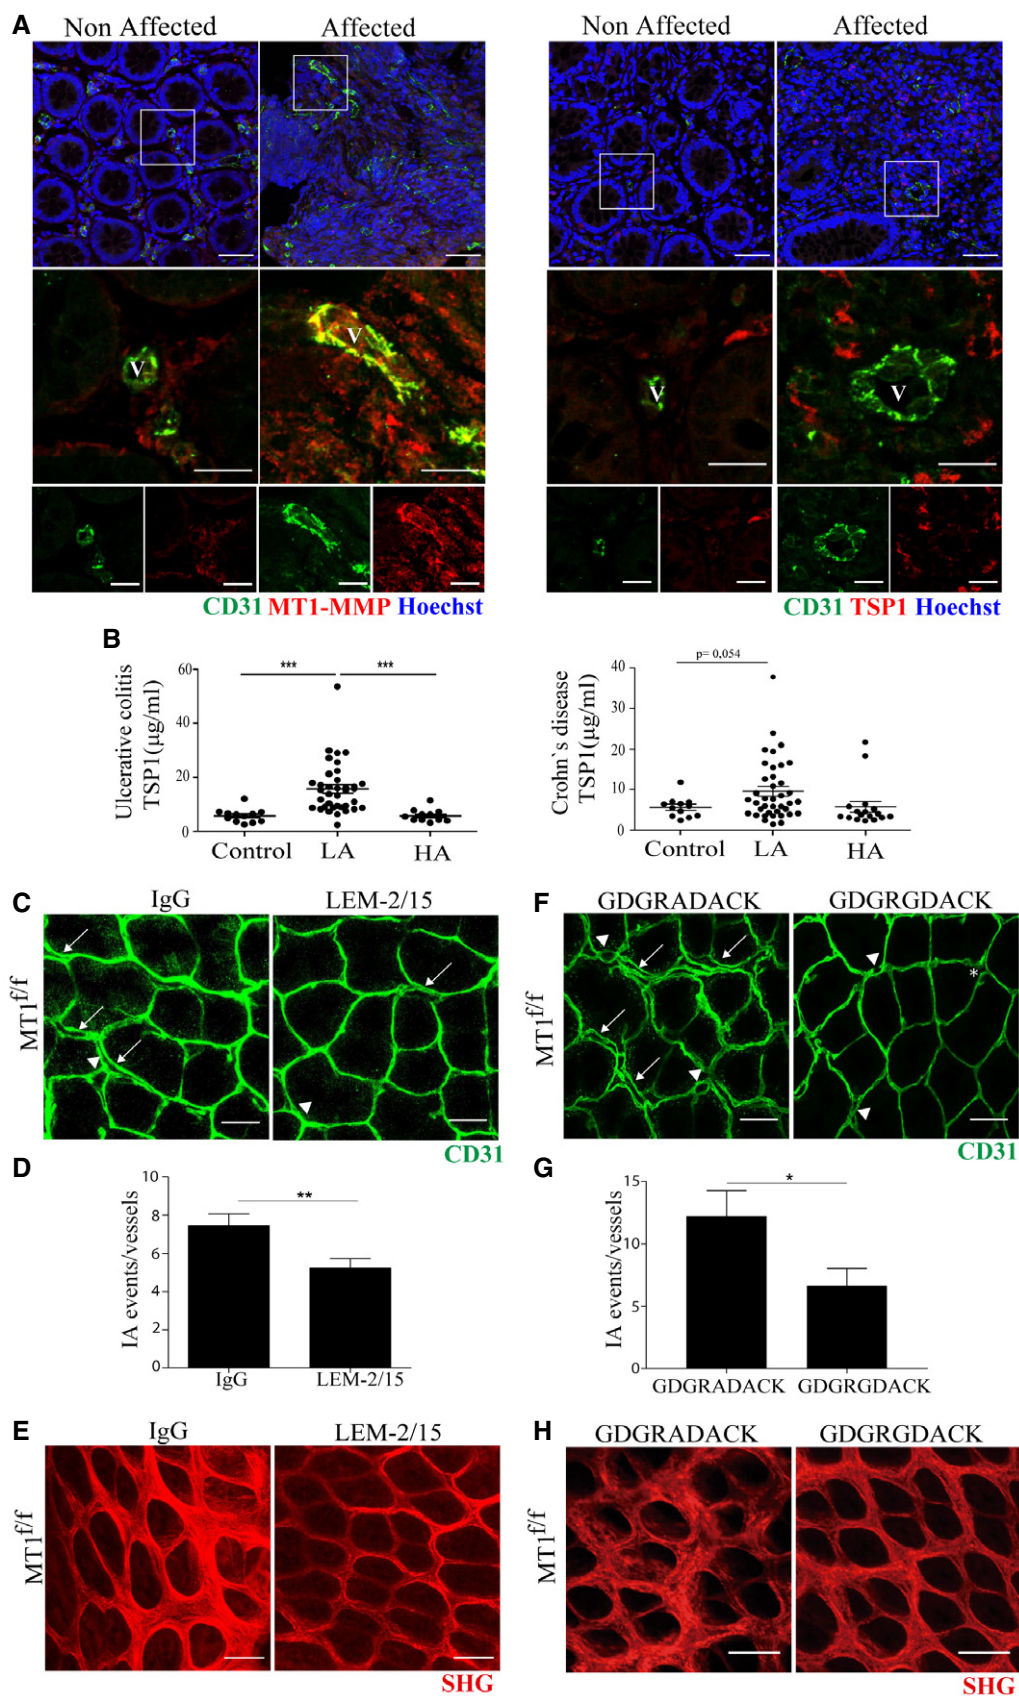 A
Non Affected Affected
Non Affected Affected
V
V
V
V
CD31 MT1-MMP Hoechst
CD31 TSP1 Hoechst
B
Ulcerative colitis
TSP1(µg/ml)
60
40
20
0
***
***
Control LA HA
Crohn`s disease
TSP1(µg/ml)
40
30
20
10
0
p= 0,054
Control LA HA
C
IgG LEM-2/15
MT1f/f
CD31
F
GDGRADACK GDGRGDACK
MT1f/f
*
CD31
D
IA events/vessels
10
8
6
4
2
0
**
IgG LEM-2/15
G
IA events/vessels
15
10
5
0
*
GDGRADACK GDGRGDACK
E
IgG LEM-2/15
MT1f/f
SHG
H
GDGRADACK GDGRGDACK
MT1f/f
SHG